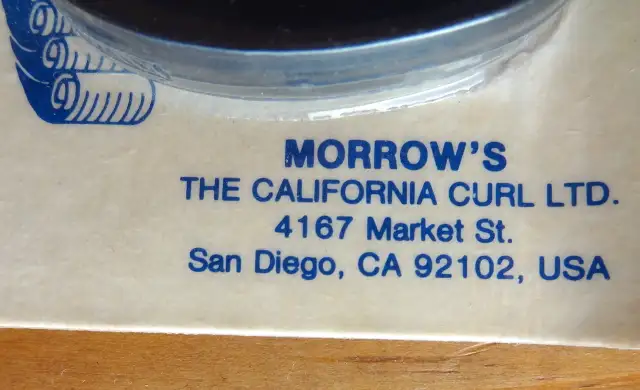 MORROW'S
THE CALIFORNIA CURL LTD.
4167 Market St.
San Diego, CA 92102, USA